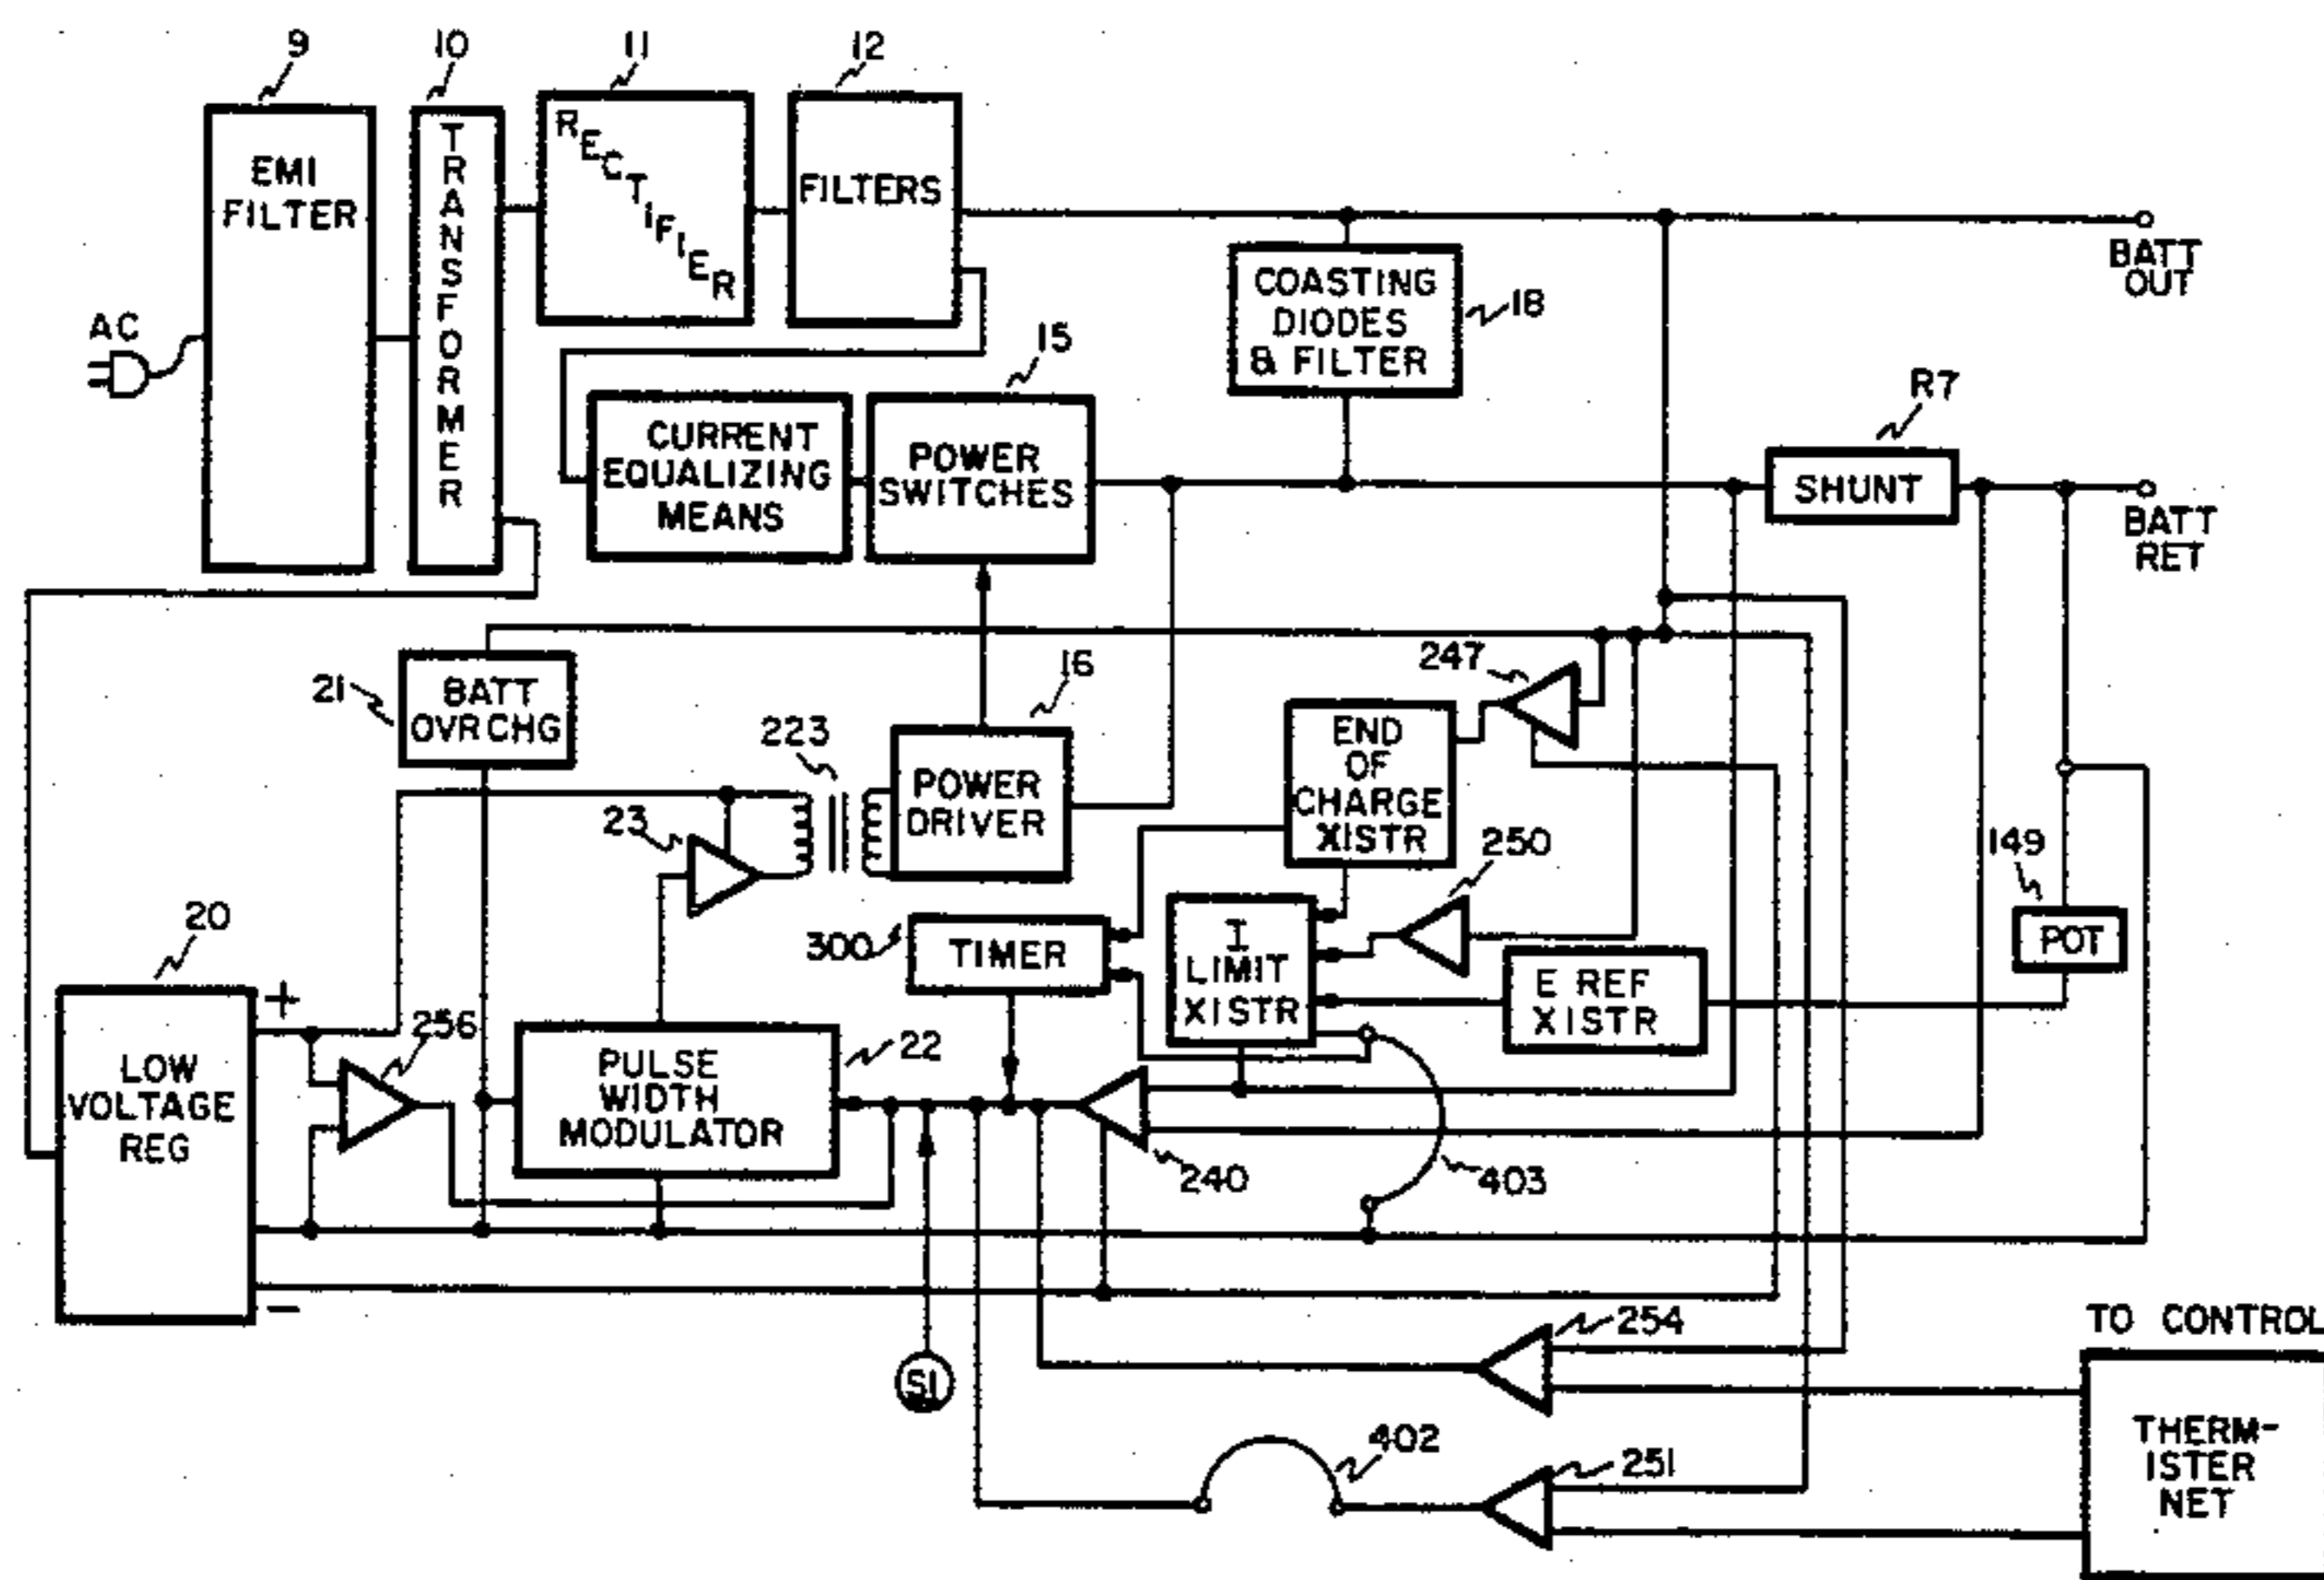 9
10
11
12
EMI
FILTER
TRANSFORMER
RECTIFIER
FILTERS
AC
BATT
OUT
COASTING
DIODES
& FILTER
18
15
R7
CURRENT
EQUALIZING
MEANS
POWER
SWITCHES
SHUNT
BATT
RET
21
BATT
OVRCHG
16
247
223
POWER
DRIVER
END
OF
CHARGE
XISTR
23
250
149
20
300
TIMER
I
LIMIT
XISTR
E REF
XISTR
POT
+
256
LOW
VOLTAGE
REG
PULSE
WIDTH
MODULATOR
22
240
403
−
S1
254
TO CONTROL
402
251
THERM-
ISTER
NET